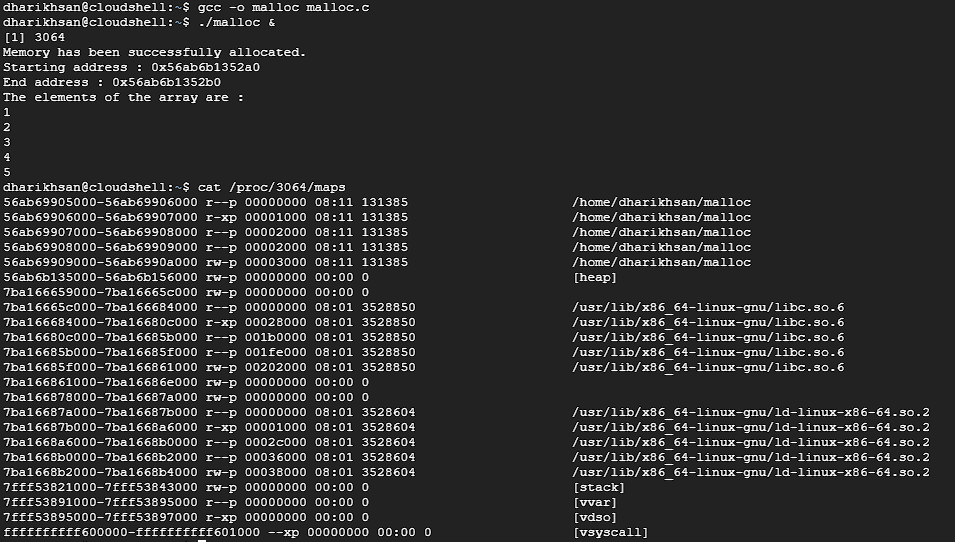 dharikhsan@cloudshell:~$ gcc -o malloc malloc.c
dharikhsan@cloudshell:~$ ./malloc &
[1] 3064
Memory has been successfully allocated.
Starting address : 0x56ab6b1352a0
End address : 0x56ab6b1352b0
The elements of the array are :
1
2
3
4
5
dharikhsan@cloudshell:~$ cat /proc/3064/maps
56ab69905000-56ab69906000 r--p 00000000 08:11 131385 /home/dharikhsan/malloc
56ab69906000-56ab69907000 r-xp 00001000 08:11 131385 /home/dharikhsan/malloc
56ab69907000-56ab69908000 r--p 00002000 08:11 131385 /home/dharikhsan/malloc
56ab69908000-56ab69909000 r--p 00002000 08:11 131385 /home/dharikhsan/malloc
56ab69909000-56ab6990a000 rw-p 00003000 08:11 131385 /home/dharikhsan/malloc
56ab6b135000-56ab6b156000 rw-p 00000000 00:00 0 [heap]
7ba166659000-7ba16665c000 rw-p 00000000 00:00 0
7ba16665c000-7ba166684000 r--p 00000000 08:01 3528850 /usr/lib/x86_64-linux-gnu/libc.so.6
7ba166684000-7ba16680c000 r-xp 00028000 08:01 3528850 /usr/lib/x86_64-linux-gnu/libc.so.6
7ba16680c000-7ba16685b000 r--p 001b0000 08:01 3528850 /usr/lib/x86_64-linux-gnu/libc.so.6
7ba16685b000-7ba16685f000 r--p 001fe000 08:01 3528850 /usr/lib/x86_64-linux-gnu/libc.so.6
7ba16685f000-7ba166861000 rw-p 00202000 08:01 3528850 /usr/lib/x86_64-linux-gnu/libc.so.6
7ba166861000-7ba16686e000 rw-p 00000000 00:00 0
7ba166878000-7ba16687a000 rw-p 00000000 00:00 0
7ba16687a000-7ba16687b000 r--p 00000000 08:01 3528604 /usr/lib/x86_64-linux-gnu/ld-linux-x86-64.so.2
7ba16687b000-7ba1668a6000 r-xp 00001000 08:01 3528604 /usr/lib/x86_64-linux-gnu/ld-linux-x86-64.so.2
7ba1668a6000-7ba1668b0000 r--p 0002c000 08:01 3528604 /usr/lib/x86_64-linux-gnu/ld-linux-x86-64.so.2
7ba1668b0000-7ba1668b2000 r--p 00036000 08:01 3528604 /usr/lib/x86_64-linux-gnu/ld-linux-x86-64.so.2
7ba1668b2000-7ba1668b4000 rw-p 00038000 08:01 3528604 /usr/lib/x86_64-linux-gnu/ld-linux-x86-64.so.2
7fff53821000-7fff53843000 rw-p 00000000 00:00 0 [stack]
7fff53891000-7fff53895000 r--p 00000000 00:00 0 [vvar]
7fff53895000-7fff53897000 r-xp 00000000 00:00 0 [vdso]
ffffffffff600000-ffffffffff601000 --xp 00000000 00:00 0 [vsyscall]